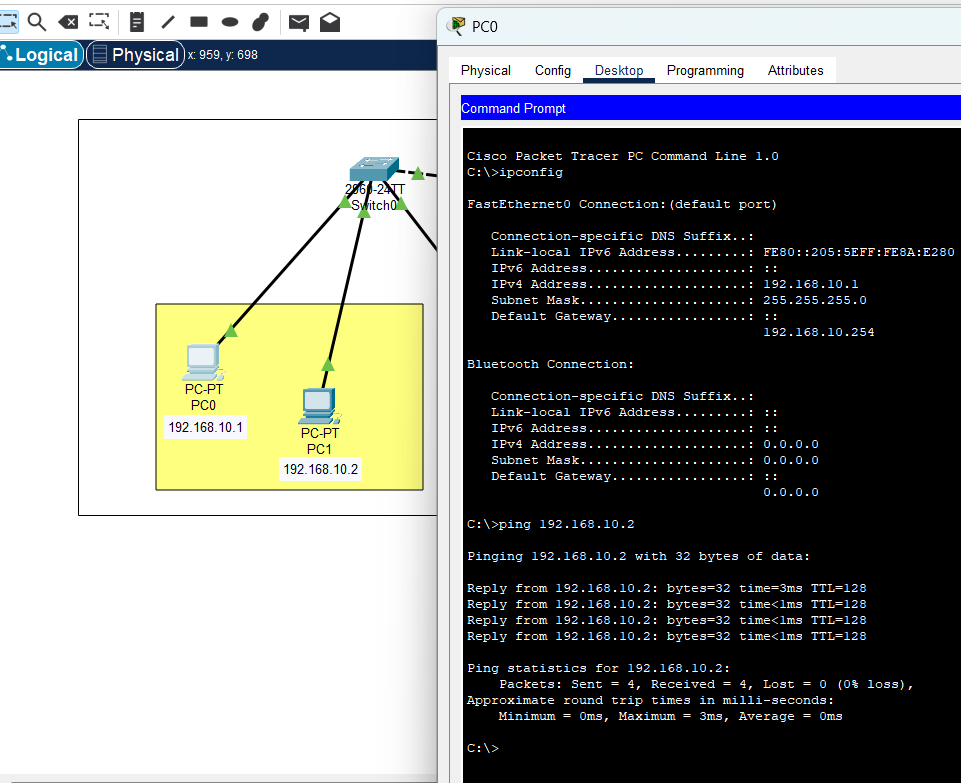 Logical Physical x: 959, y: 698
2960-24TT
Switch0
PC-PT
PC0
192.168.10.1
PC-PT
PC1
192.168.10.2
PC0
Physical Config Desktop Programming Attributes
Command Prompt
Cisco Packet Tracer PC Command Line 1.0
C:\>ipconfig
FastEthernet0 Connection:(default port)
Connection-specific DNS Suffix..:
Link-local IPv6 Address.........: FE80::205:5EFF:FE8A:E280
IPv6 Address....................: ::
IPv4 Address....................: 192.168.10.1
Subnet Mask.....................: 255.255.255.0
Default Gateway.................: ::
192.168.10.254
Bluetooth Connection:
Connection-specific DNS Suffix..:
Link-local IPv6 Address.........: ::
IPv6 Address....................: ::
IPv4 Address....................: 0.0.0.0
Subnet Mask.....................: 0.0.0.0
Default Gateway.................: ::
0.0.0.0
C:\>ping 192.168.10.2
Pinging 192.168.10.2 with 32 bytes of data:
Reply from 192.168.10.2: bytes=32 time=3ms TTL=128
Reply from 192.168.10.2: bytes=32 time<1ms TTL=128
Reply from 192.168.10.2: bytes=32 time<1ms TTL=128
Reply from 192.168.10.2: bytes=32 time<1ms TTL=128
Ping statistics for 192.168.10.2:
Packets: Sent = 4, Received = 4, Lost = 0 (0% loss),
Approximate round trip times in milli-seconds:
Minimum = 0ms, Maximum = 3ms, Average = 0ms
C:\>